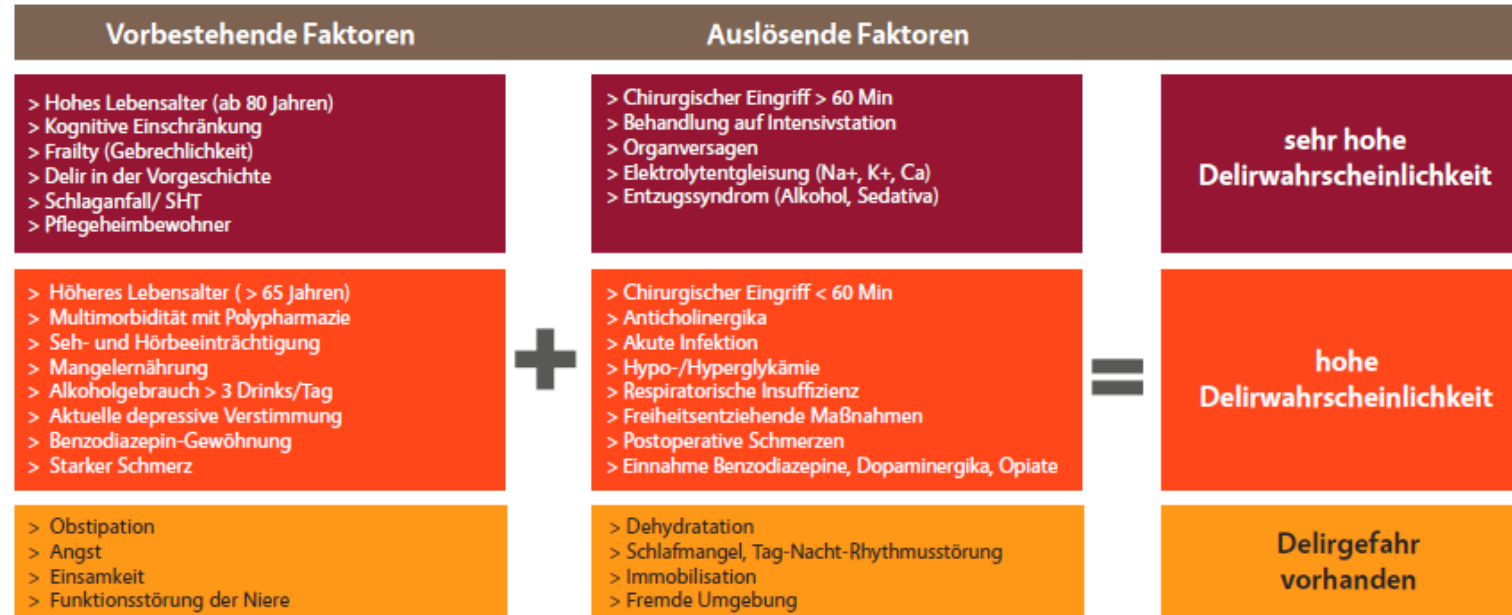 Vorbestehende Faktoren
Auslösende Faktoren
> Hohes Lebensalter (ab 80 Jahren)
> Kognitive Einschränkung
> Frailty (Gebrechlichkeit)
> Delir in der Vorgeschichte
> Schlaganfall/ SHT
> Pflegeheimbewohner
> Chirurgischer Eingriff > 60 Min
> Behandlung auf Intensivstation
> Organversagen
> Elektrolytentgleisung (Na+, K+, Ca)
> Entzugssyndrom (Alkohol, Sedativa)
sehr hohe
Delirwahrscheinlichkeit
> Höheres Lebensalter ( > 65 Jahren)
> Multimorbidität mit Polypharmazie
> Seh- und Hörbeeinträchtigung
> Mangelernährung
> Alkoholgebrauch > 3 Drinks/Tag
> Aktuelle depressive Verstimmung
> Benzodiazepin-Gewöhnung
> Starker Schmerz
+
> Chirurgischer Eingriff < 60 Min
> Anticholinergika
> Akute Infektion
> Hypo-/Hyperglykämie
> Respiratorische Insuffizienz
> Freiheitsentziehende Maßnahmen
> Postoperative Schmerzen
> Einnahme Benzodiazepine, Dopaminergika, Opiate
=
hohe
Delirwahrscheinlichkeit
> Obstipation
> Angst
> Einsamkeit
> Funktionsstörung der Niere
> Dehydratation
> Schlafmangel, Tag-Nacht-Rhythmusstörung
> Immobilisation
> Fremde Umgebung
Delirgefahr
vorhanden